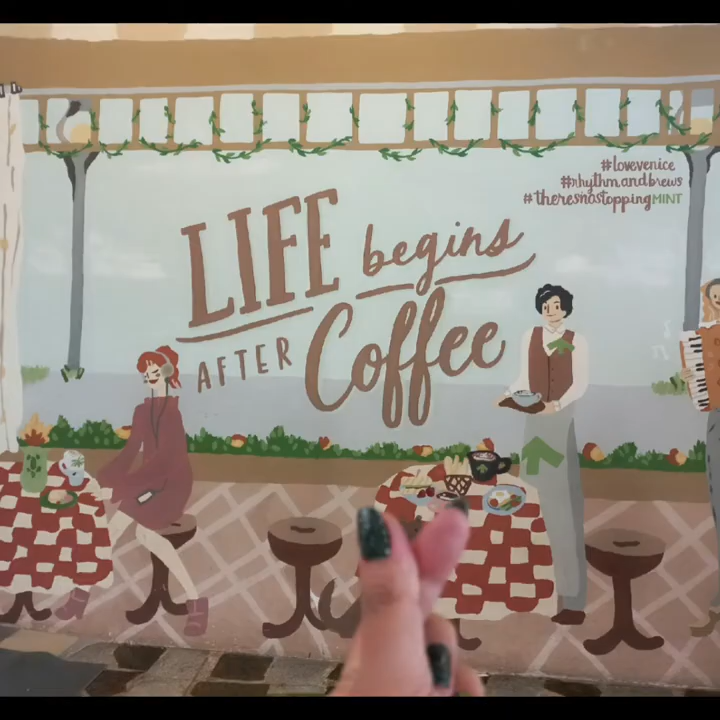 #lovevenice
#rhythmandbrews
#theresnostoppingMINT
LIFE begins
AFTER Coffee